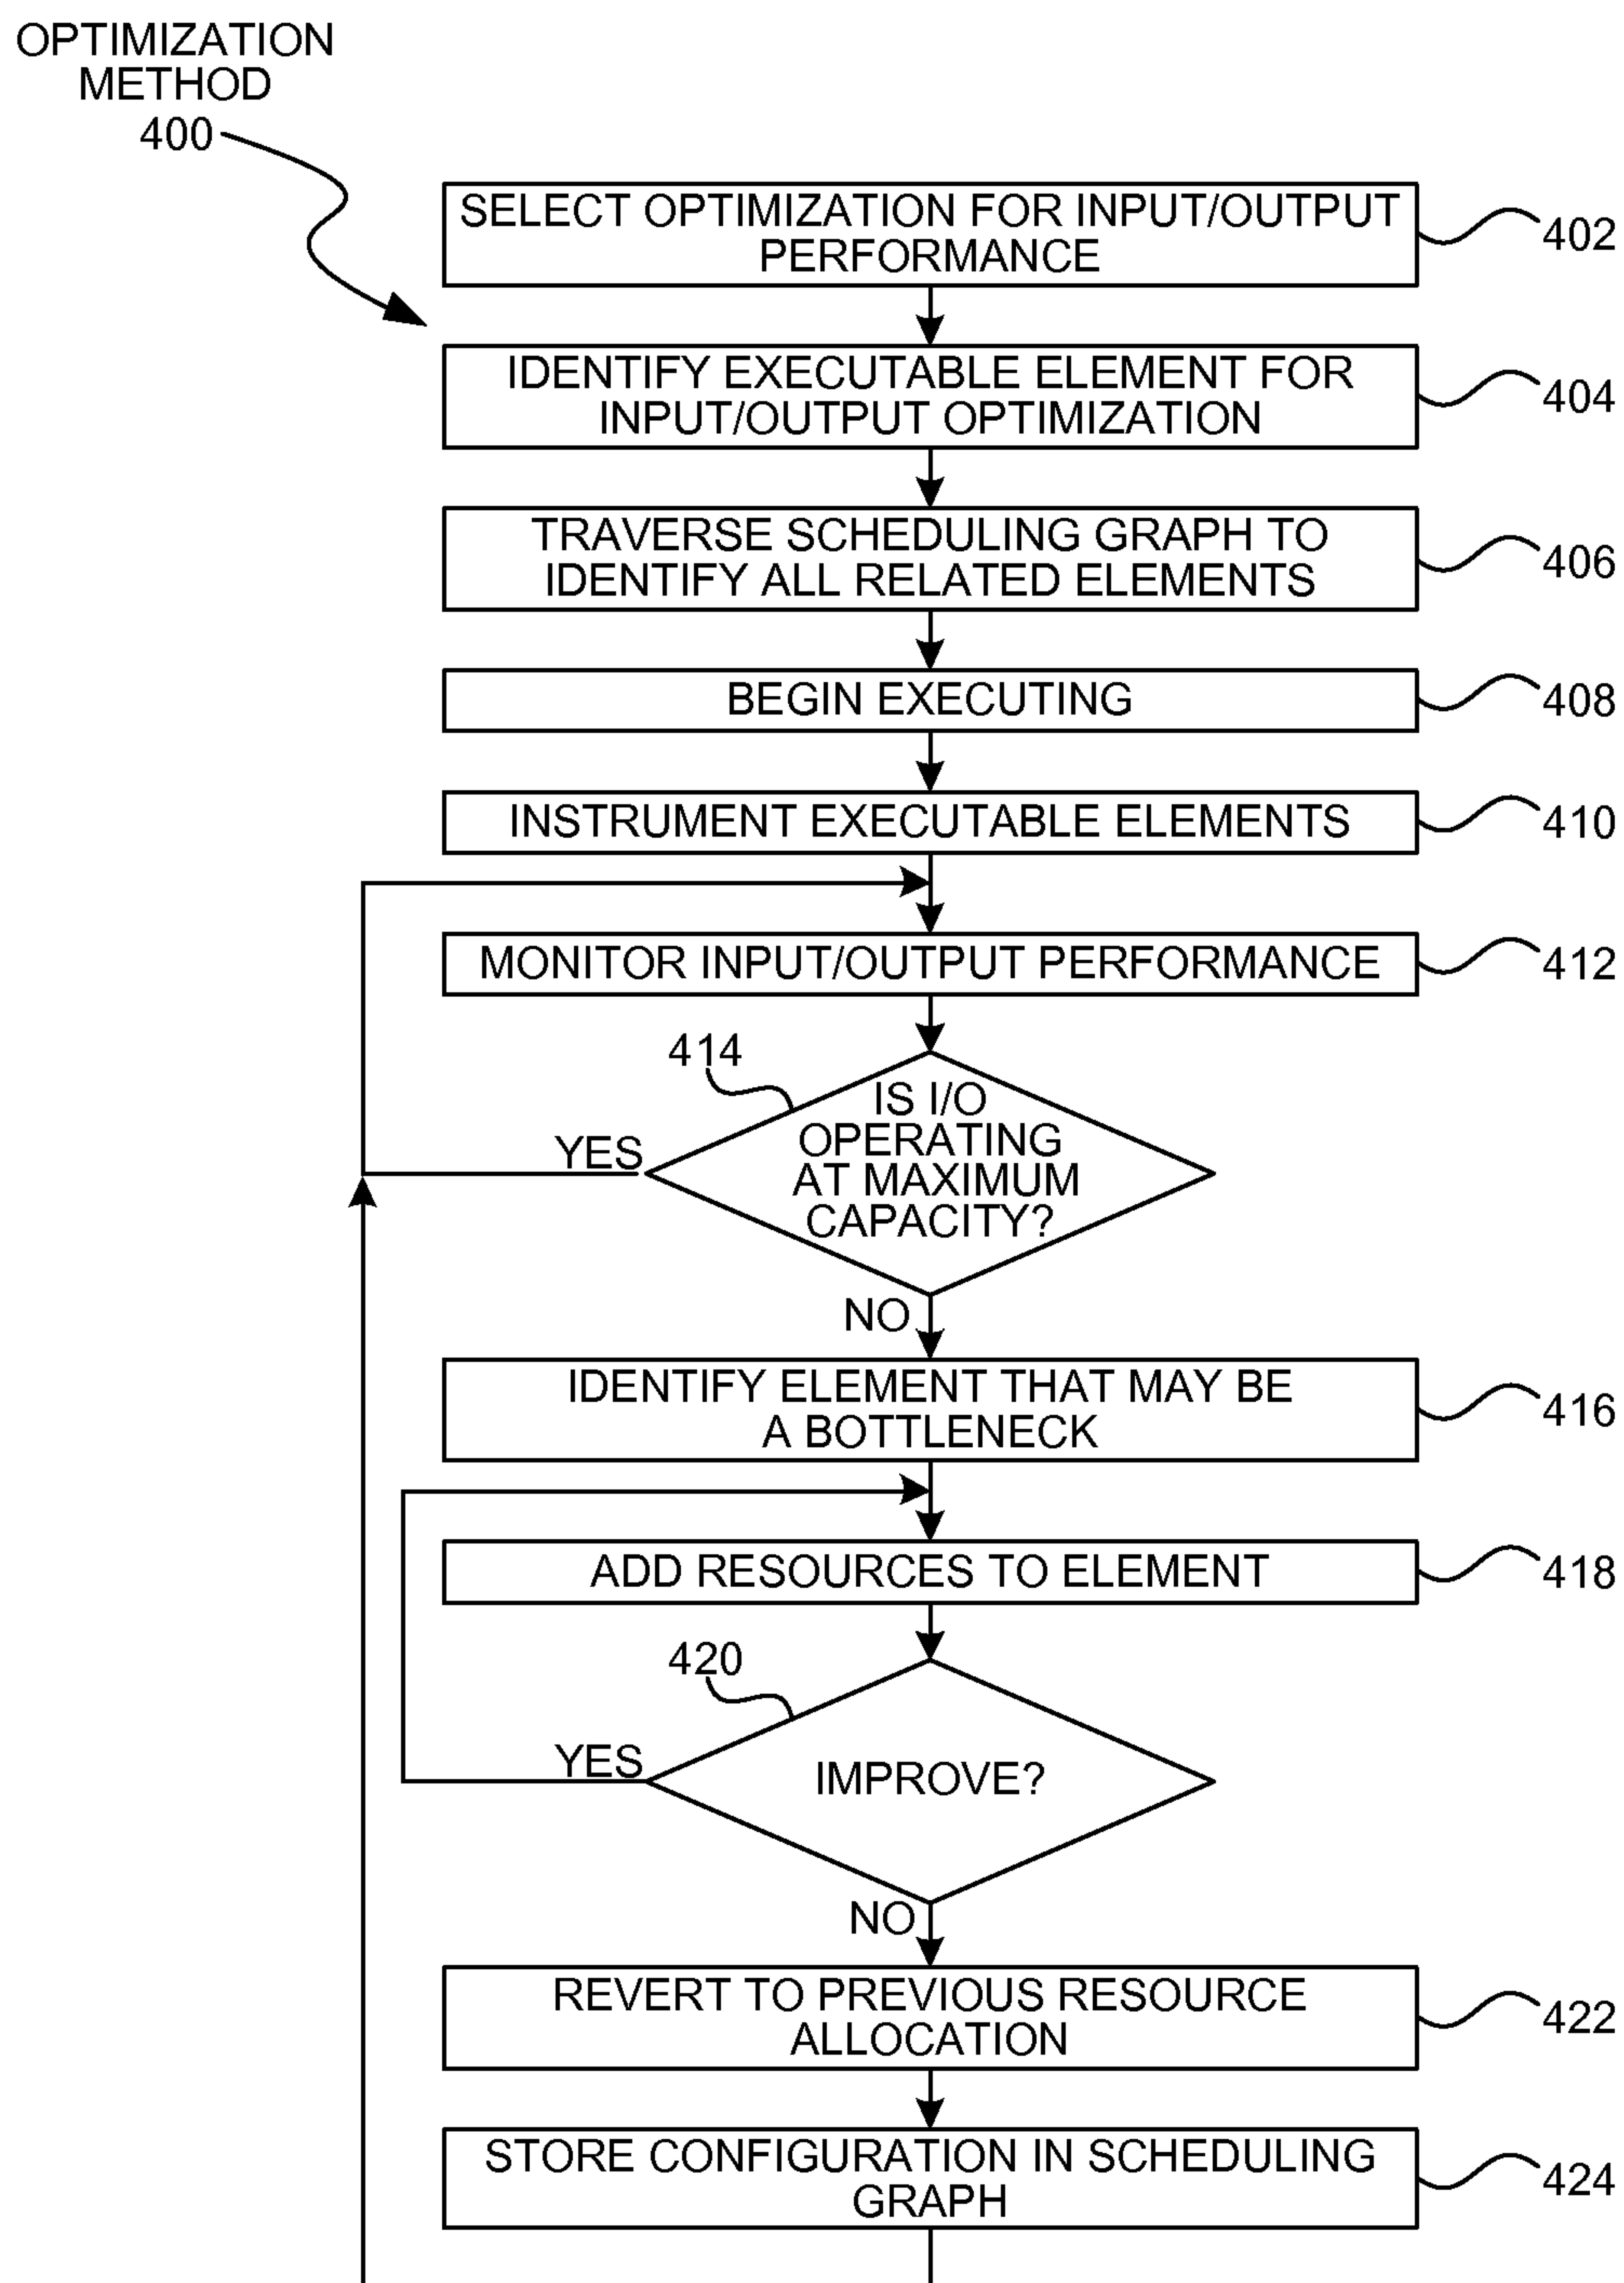 OPTIMIZATION
METHOD
400
SELECT OPTIMIZATION FOR INPUT/OUTPUT
PERFORMANCE
402
IDENTIFY EXECUTABLE ELEMENT FOR
INPUT/OUTPUT OPTIMIZATION
404
TRAVERSE SCHEDULING GRAPH TO
IDENTIFY ALL RELATED ELEMENTS
406
BEGIN EXECUTING
408
INSTRUMENT EXECUTABLE ELEMENTS
410
MONITOR INPUT/OUTPUT PERFORMANCE
412
414
IS I/O
OPERATING
AT MAXIMUM
CAPACITY?
YES
NO
IDENTIFY ELEMENT THAT MAY BE
A BOTTLENECK
416
ADD RESOURCES TO ELEMENT
418
420
IMPROVE?
YES
NO
REVERT TO PREVIOUS RESOURCE
ALLOCATION
422
STORE CONFIGURATION IN SCHEDULING
GRAPH
424